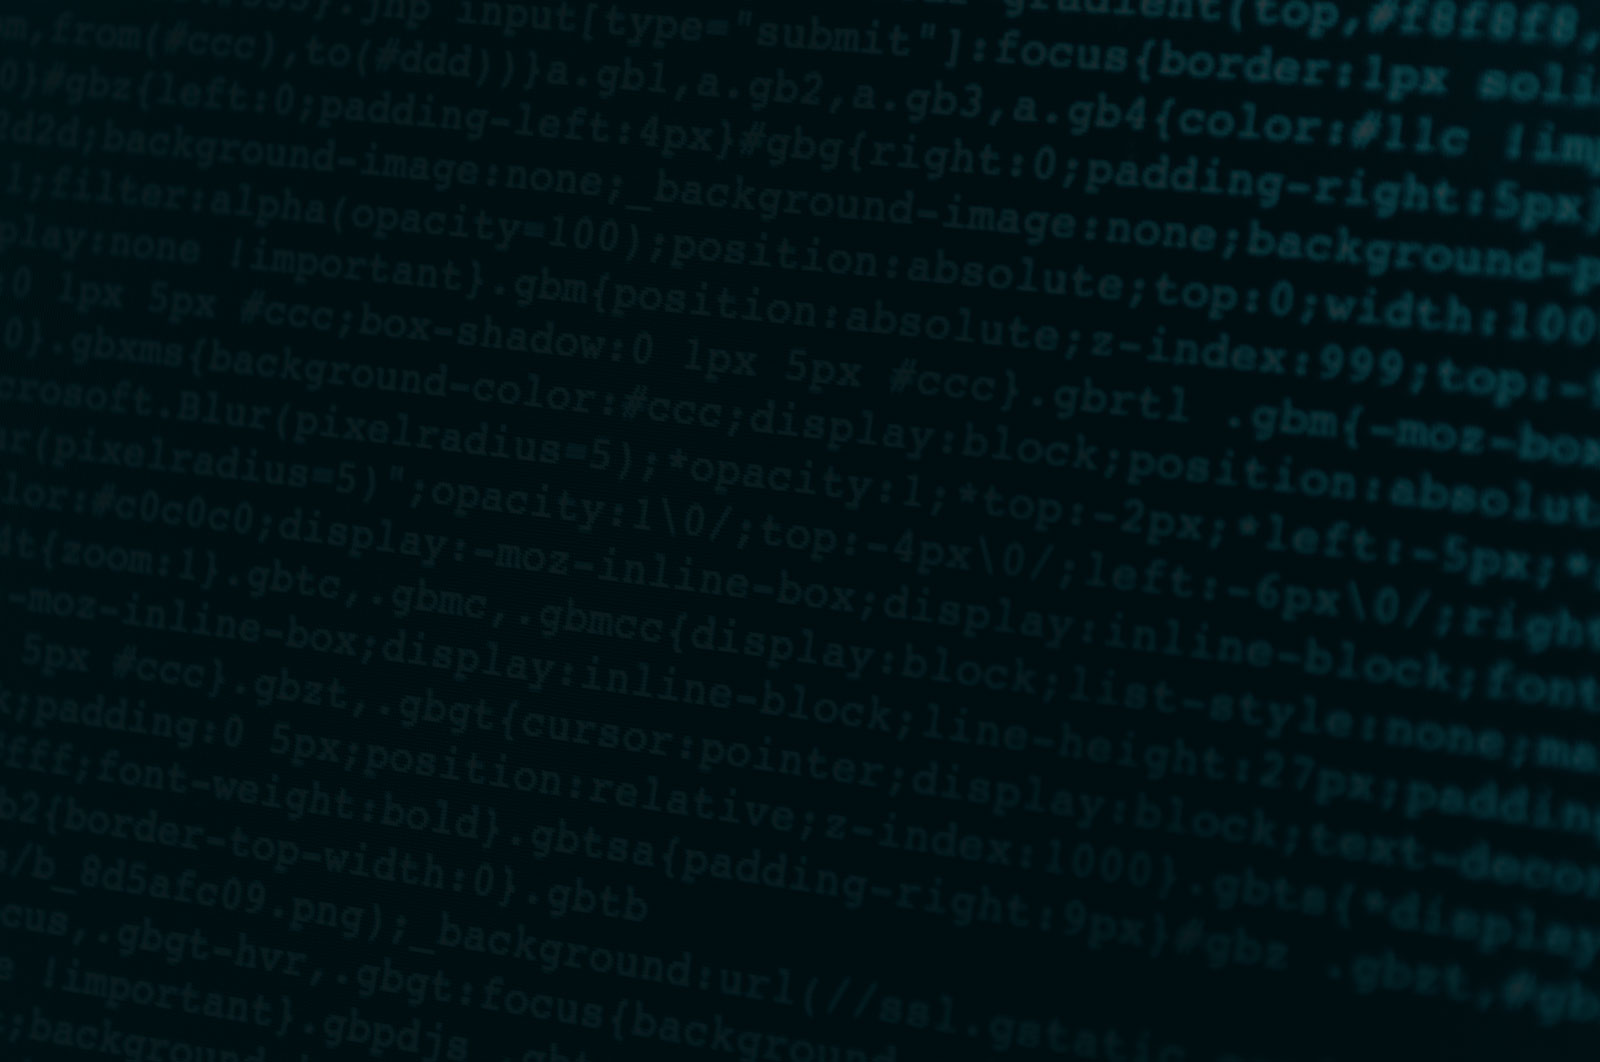 .jhp input[type="submit"]:focus{border:1px soli
m,from(#ccc),to(#ddd))}a.gb1,a.gb2,a.gb3,a.gb4{color:#11c !imp
0}#gbz{left:0;padding-left:4px}#gbg{right:0;padding-right:5px}
2d2d;background-image:none;_background-image:none;background-p
1;filter:alpha(opacity=100);position:absolute;top:0;width:100
play:none !important}.gbm{position:absolute;z-index:999;top:-
:0 1px 5px #ccc;box-shadow:0 1px 5px #ccc}.gbrtl .gbm{-moz-box
0}.gbxms{background-color:#ccc;display:block;position:absolut
crosoft.Blur(pixelradius=5);*opacity:1;*top:-2px;*left:-5px;*
ur(pixelradius=5)";opacity:1\0/;top:-4px\0/;left:-6px\0/;right
lor:#c0c0c0;display:-moz-inline-box;display:inline-block;font
4t{zoom:1}.gbtc,.gbmc,.gbmcc{display:block;list-style:none;ma
-moz-inline-box;display:inline-block;line-height:27px;padding
5px #ccc}.gbzt,.gbgt{cursor:pointer;display:block;text-decor
;padding:0 5px;position:relative;z-index:1000}.gbts{*display
fff;font-weight:bold}.gbtsa{padding-right:9px}#gbz .gbzt,#gb
b2{border-top-width:0}.gbtb
s/b_8d5afc09.png);_background:url(//ssl.gstatic
cus,.gbgt-hvr,.gbgt:focus{backgroun
e !important}.gbpdjs
;background